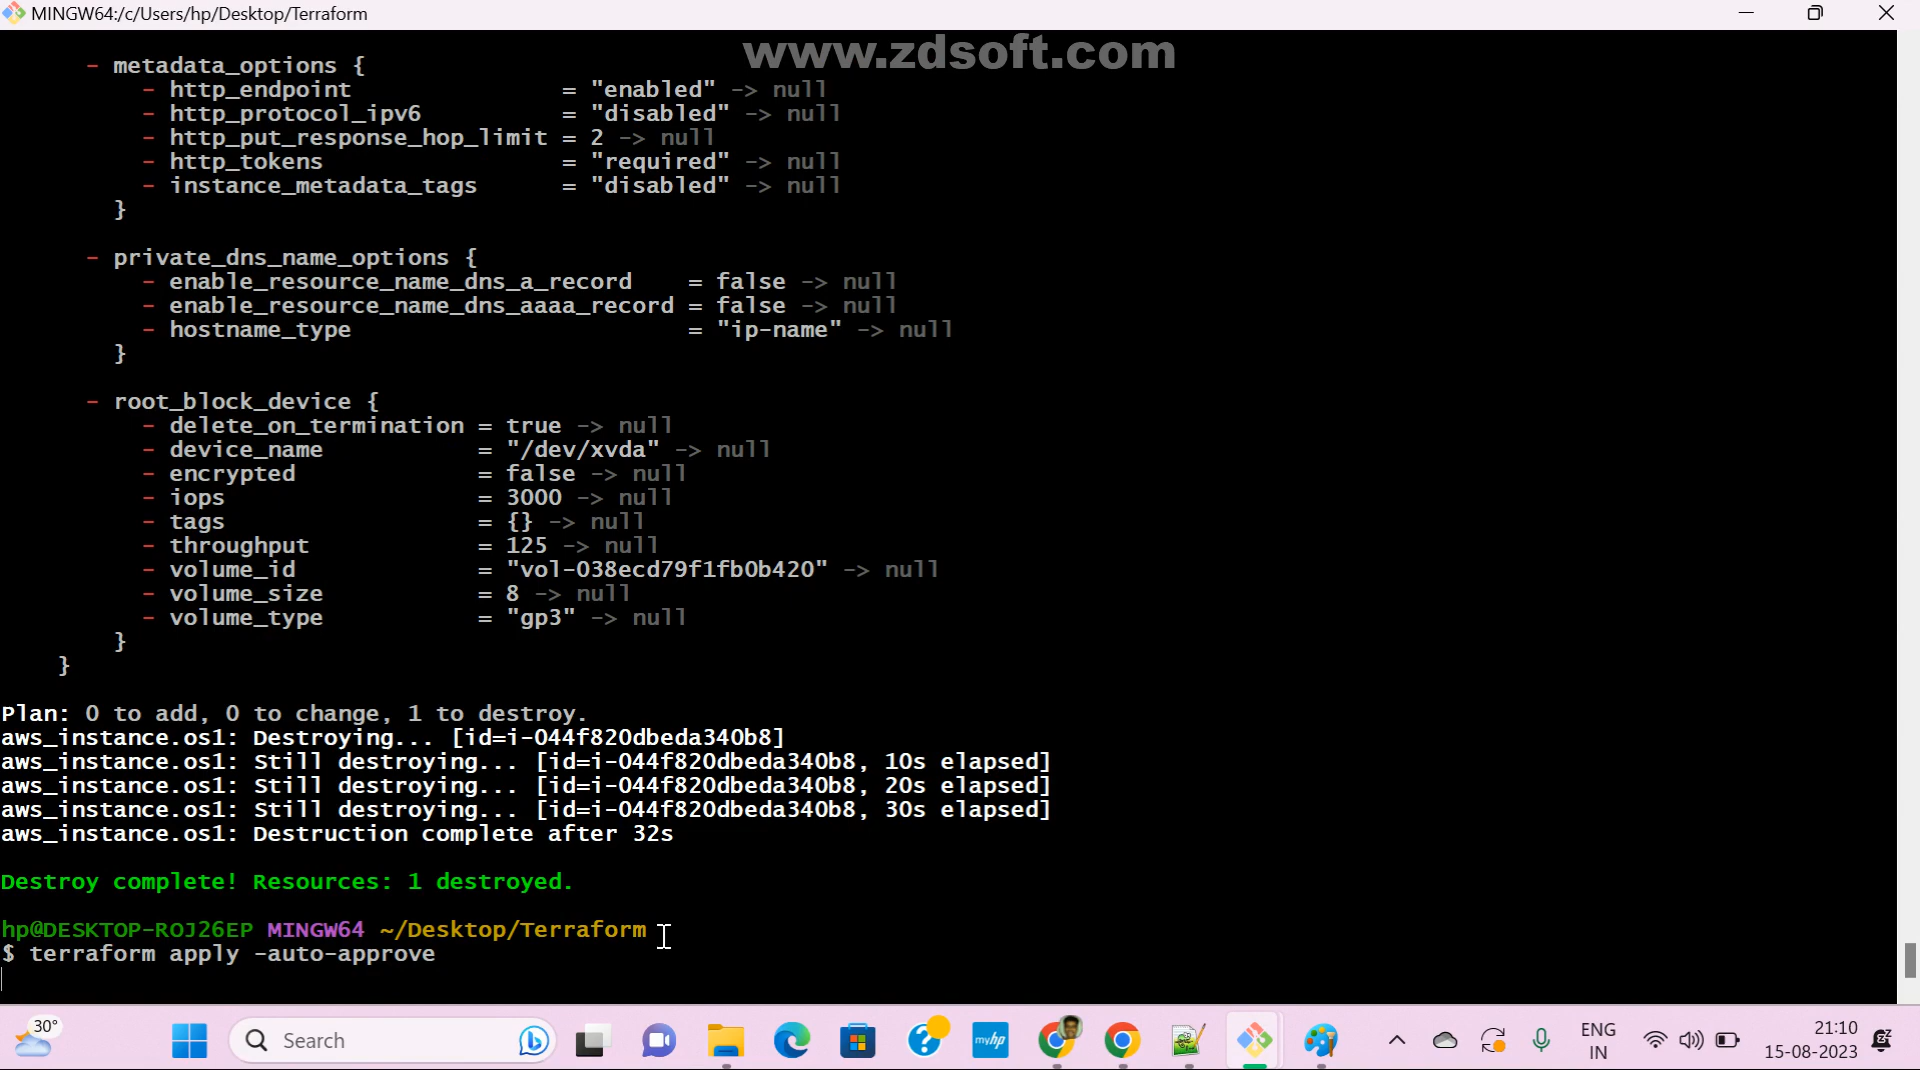 MINGW64:/c/Users/hp/Desktop/Terraform
www.zdsoft.com
- metadata_options {
- http_endpoint = "enabled" -> null
- http_protocol_ipv6 = "disabled" -> null
- http_put_response_hop_limit = 2 -> null
- http_tokens = "required" -> null
- instance_metadata_tags = "disabled" -> null
}
- private_dns_name_options {
- enable_resource_name_dns_a_record = false -> null
- enable_resource_name_dns_aaaa_record = false -> null
- hostname_type = "ip-name" -> null
}
- root_block_device {
- delete_on_termination = true -> null
- device_name = "/dev/xvda" -> null
- encrypted = false -> null
- iops = 3000 -> null
- tags = {} -> null
- throughput = 125 -> null
- volume_id = "vol-038ecd79f1fb0b420" -> null
- volume_size = 8 -> null
- volume_type = "gp3" -> null
}
}
Plan: 0 to add, 0 to change, 1 to destroy.
aws_instance.os1: Destroying... [id=i-044f820dbeda340b8]
aws_instance.os1: Still destroying... [id=i-044f820dbeda340b8, 10s elapsed]
aws_instance.os1: Still destroying... [id=i-044f820dbeda340b8, 20s elapsed]
aws_instance.os1: Still destroying... [id=i-044f820dbeda340b8, 30s elapsed]
aws_instance.os1: Destruction complete after 32s
Destroy complete! Resources: 1 destroyed.
hp@DESKTOP-ROJ26EP MINGW64 ~/Desktop/Terraform
$ terraform apply -auto-approve
30°
Search
myhp
ENG
IN
21:10
15-08-2023